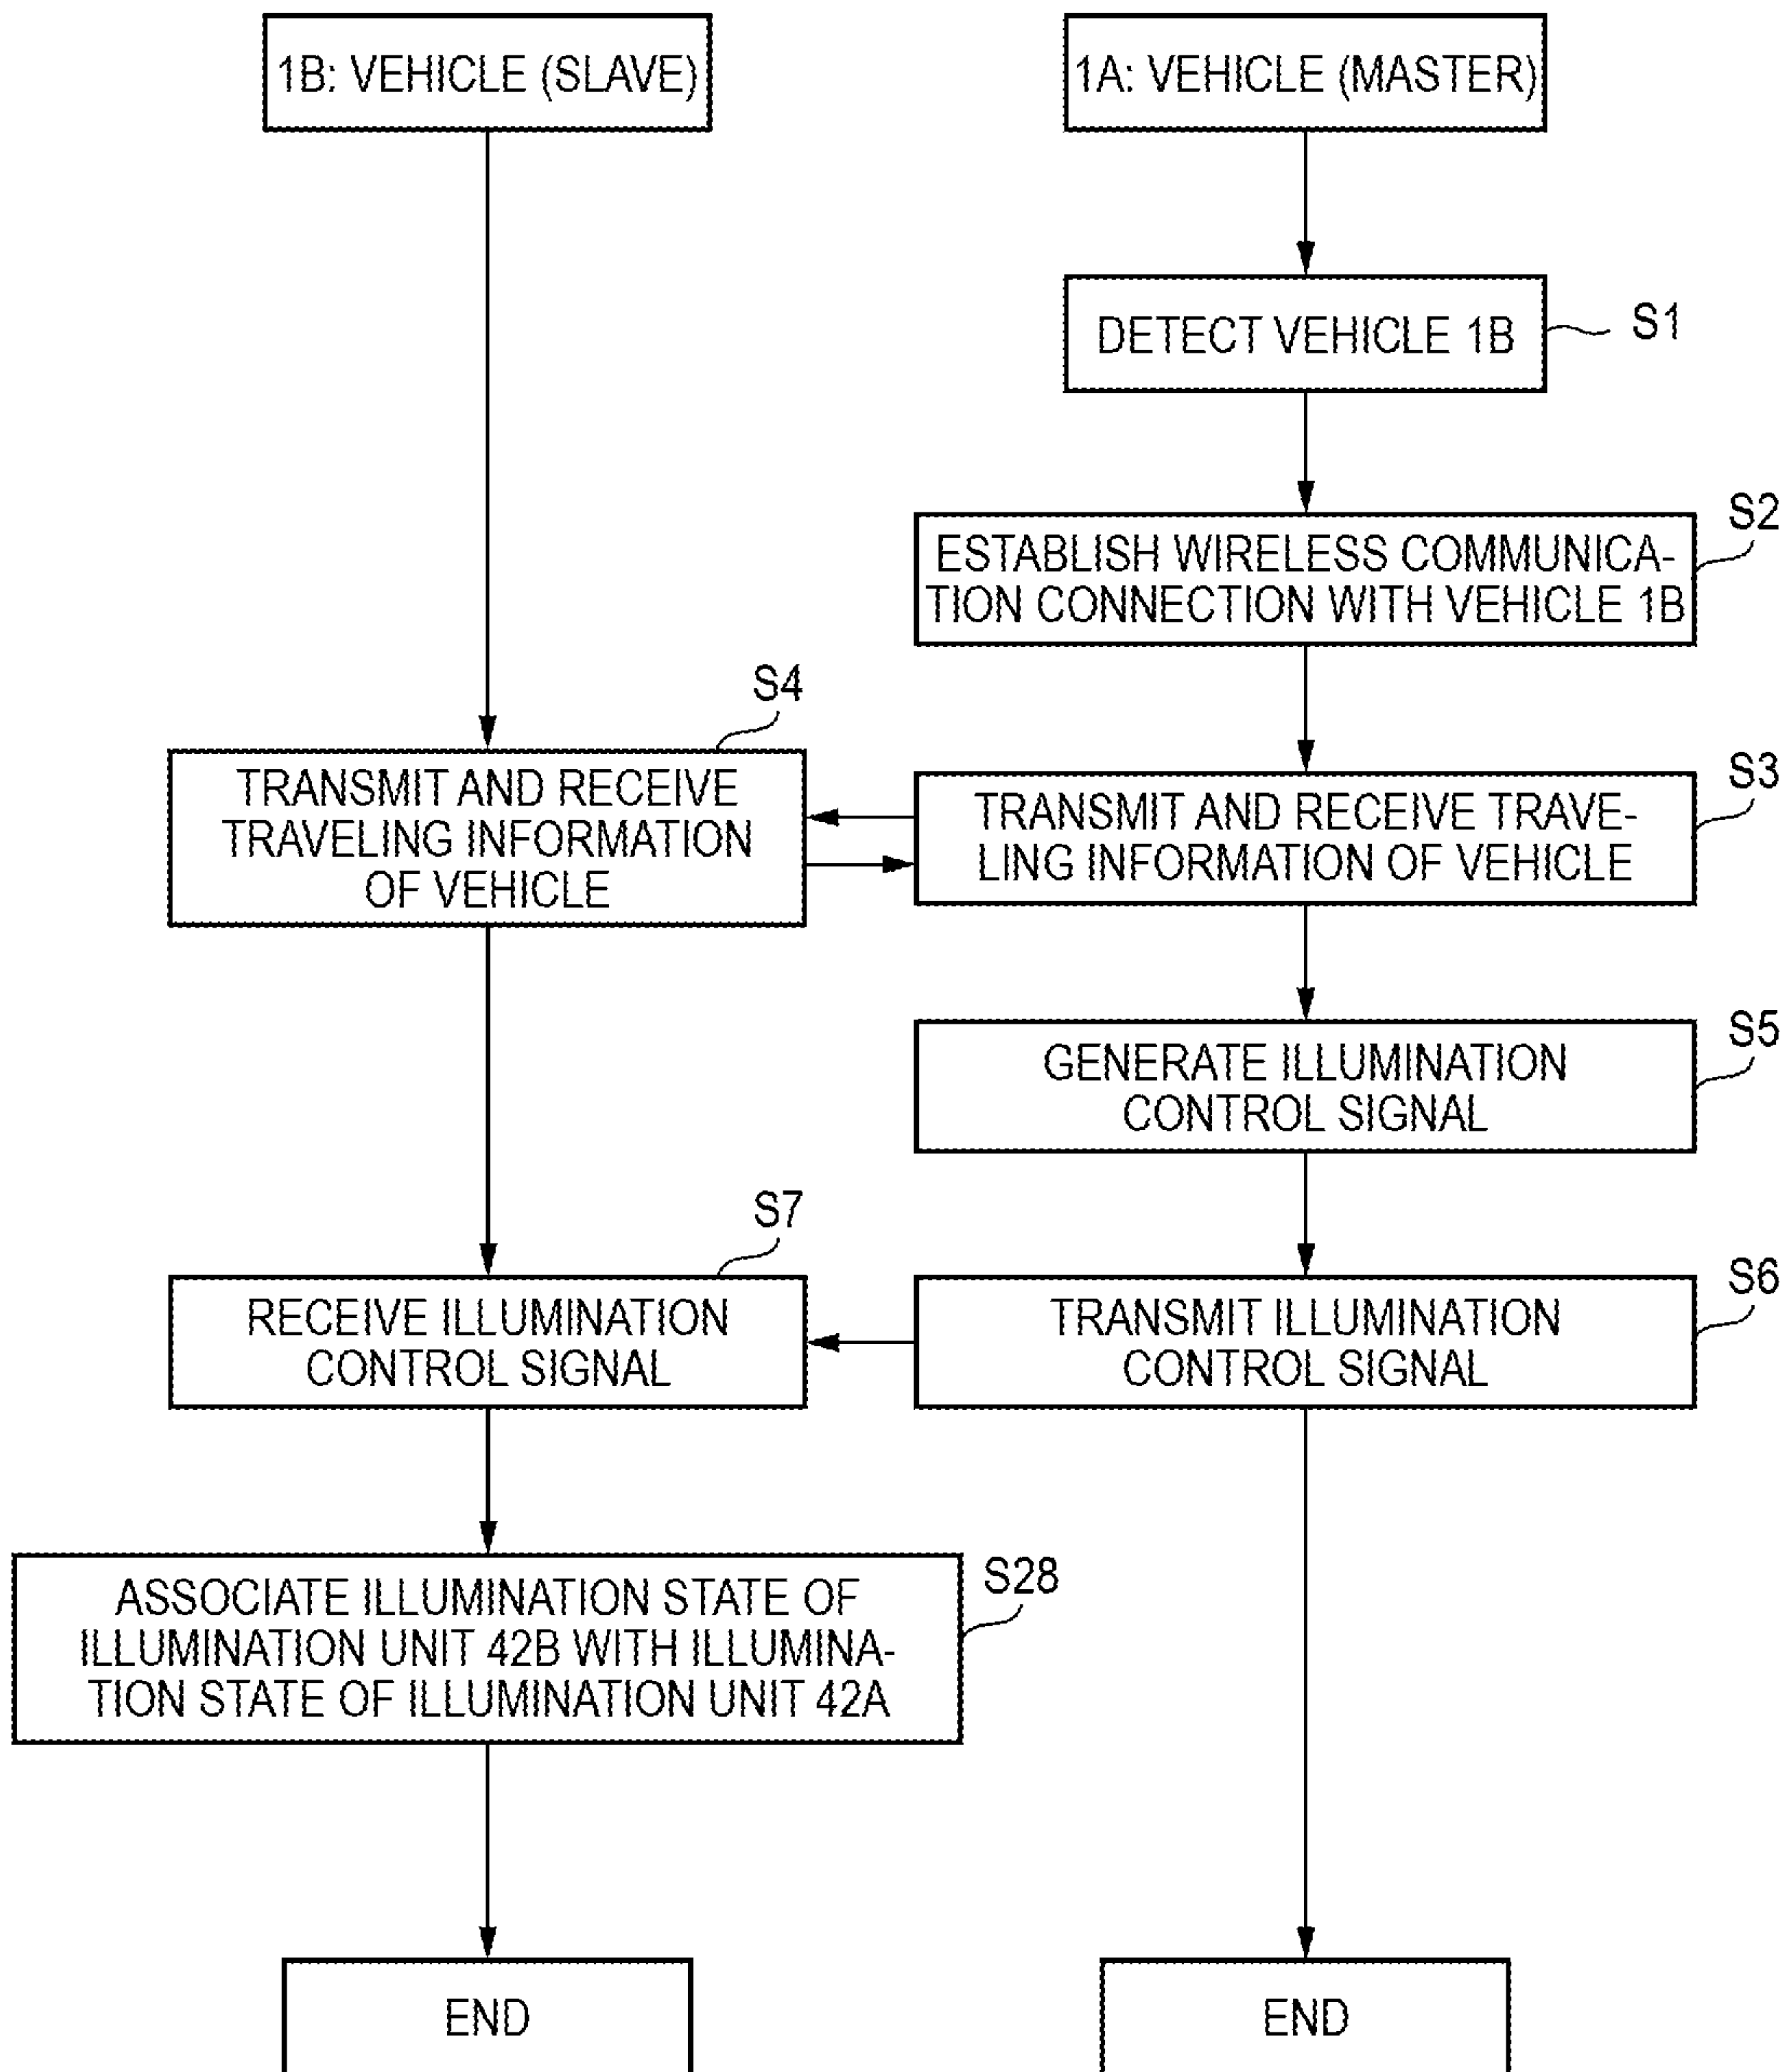 1B: VEHICLE (SLAVE)
1A: VEHICLE (MASTER)
DETECT VEHICLE 1B
S1
S2
ESTABLISH WIRELESS COMMUNICA-
TION CONNECTION WITH VEHICLE 1B
S4
TRANSMIT AND RECEIVE
TRAVELING INFORMATION
OF VEHICLE
S3
TRANSMIT AND RECEIVE TRAVE-
LING INFORMATION OF VEHICLE
S5
GENERATE ILLUMINATION
CONTROL SIGNAL
S7
RECEIVE ILLUMINATION
CONTROL SIGNAL
S6
TRANSMIT ILLUMINATION
CONTROL SIGNAL
S28
ASSOCIATE ILLUMINATION STATE OF
ILLUMINATION UNIT 42B WITH ILLUMINA-
TION STATE OF ILLUMINATION UNIT 42A
END
END